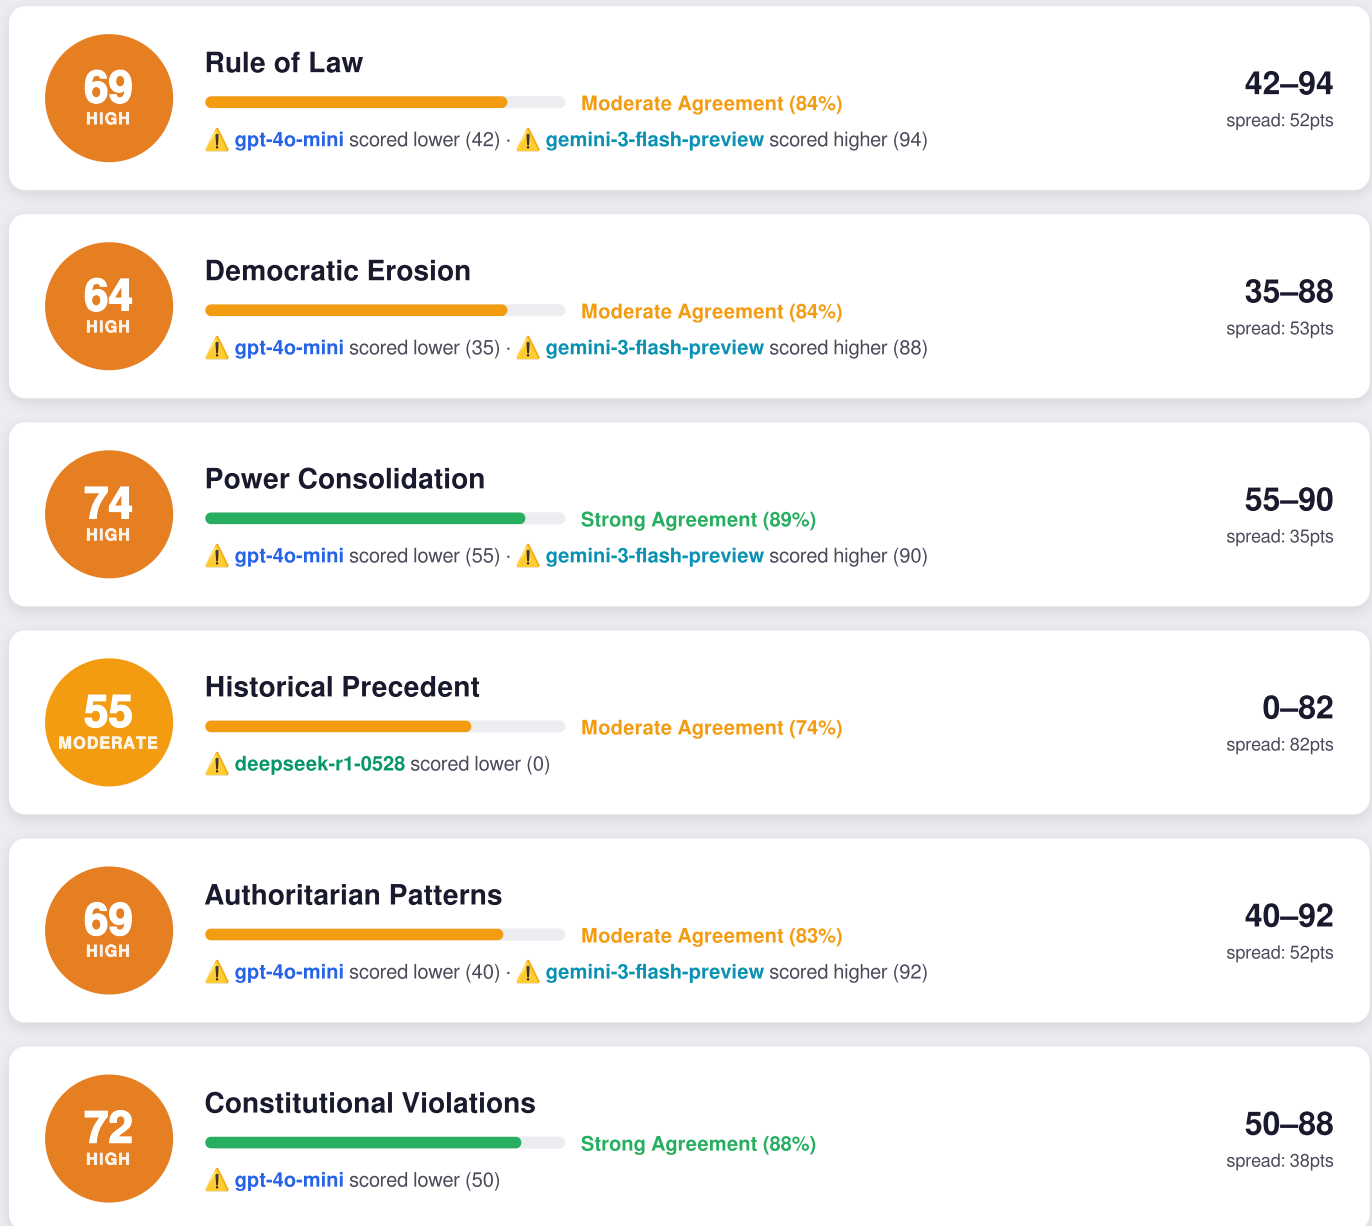 69
HIGH
Rule of Law
Moderate Agreement (84%)
⚠️ gpt-4o-mini scored lower (42) · ⚠️ gemini-3-flash-preview scored higher (94)
42–94
spread: 52pts
64
HIGH
Democratic Erosion
Moderate Agreement (84%)
⚠️ gpt-4o-mini scored lower (35) · ⚠️ gemini-3-flash-preview scored higher (88)
35–88
spread: 53pts
74
HIGH
Power Consolidation
Strong Agreement (89%)
⚠️ gpt-4o-mini scored lower (55) · ⚠️ gemini-3-flash-preview scored higher (90)
55–90
spread: 35pts
55
MODERATE
Historical Precedent
Moderate Agreement (74%)
⚠️ deepseek-r1-0528 scored lower (0)
0–82
spread: 82pts
69
HIGH
Authoritarian Patterns
Moderate Agreement (83%)
⚠️ gpt-4o-mini scored lower (40) · ⚠️ gemini-3-flash-preview scored higher (92)
40–92
spread: 52pts
72
HIGH
Constitutional Violations
Strong Agreement (88%)
⚠️ gpt-4o-mini scored lower (50)
50–88
spread: 38pts